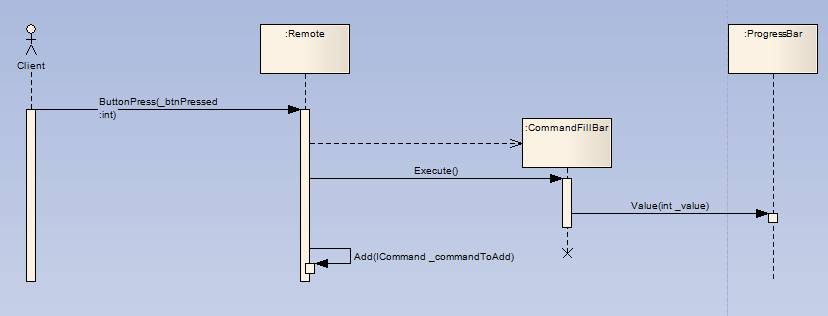 :Remote
:ProgressBar
Client
ButtonPress(_btnPressed
:int)
:CommandFillBar
Execute()
Value(int _value)
Add(ICommand _commandToAdd)